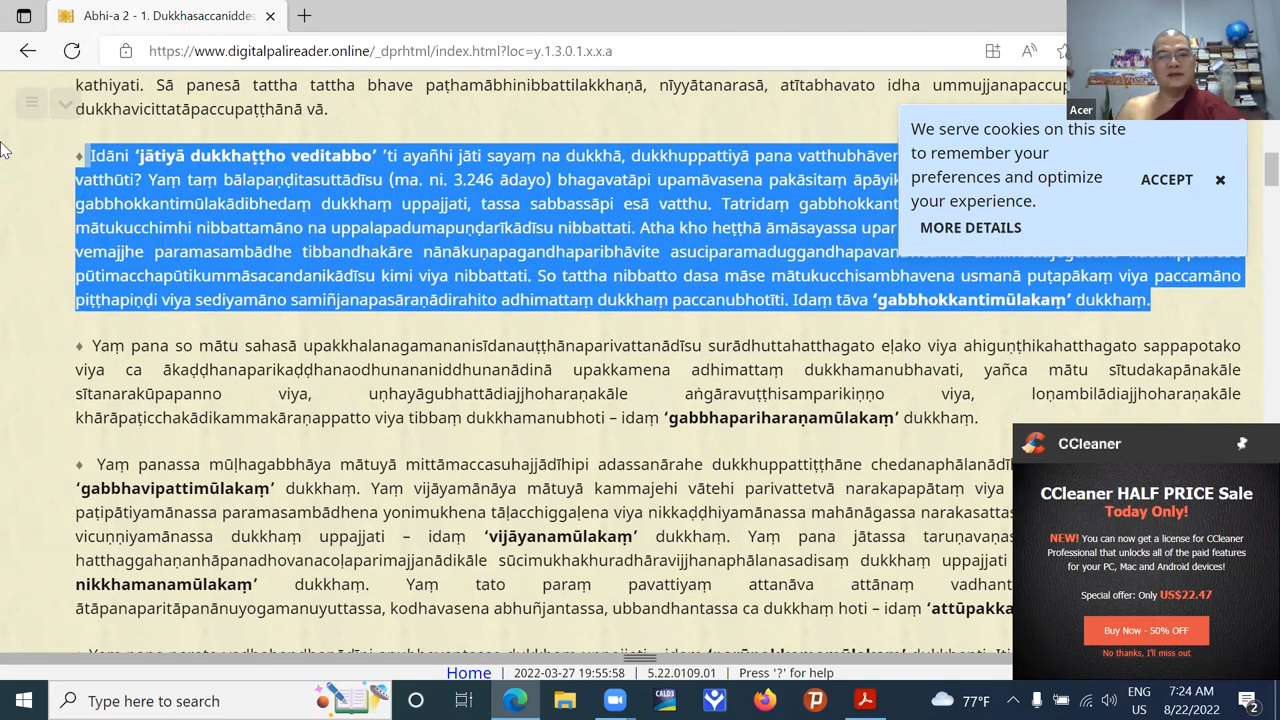 Abhi-a 2 - 1. Dukkhasaccaniddes
https://www.digitalpalireader.online/_dprhtml/index.html?loc=y.1.3.0.1.x.x.a
kathiyati. Sā panesā tattha tattha bhave paṭhamābhinibbattilakkhaṇā, nīyyātanarasā, atītabhavato idha ummujjanapaccup
dukkhavicittatāpaccupaṭṭhānā vā.
Acer
♦ Idāni ‘jātiyā dukkhaṭṭho veditabbo’ ’ti ayañhi jāti sayaṃ na dukkhā, dukkhuppattiyā pana vatthubhāver
vatthūti? Yaṃ taṃ bālapaṇḍitasuttādīsu (ma. ni. 3.246 ādayo) bhagavatāpi upamāvasena pakāsitaṃ āpāyik
gabbhokkantimūlakādibhedaṃ dukkhaṃ uppajjati, tassa sabbassāpi esā vatthu. Tatridaṃ gabbhokkant
mātukucchimhi nibbattamāno na uppalapadumapuṇḍarīkādīsu nibbattati. Atha kho heṭṭhā āmāsayassa upar
vemajjhe paramasambādhe tibbandhakāre nānākuṇapagandhaparibhāvite asuciparamaduggandhapavan
pūtimacchapūtikummāsacandanikādīsu kimi viya nibbattati. So tattha nibbatto dasa māse mātukucchisambhavena usmanā puṭapākaṃ viya paccamāno
piṭṭhapiṇḍi viya sediyamāno samiñjanapasāraṇādirahito adhimattaṃ dukkhaṃ paccanubhotīti. Idaṃ tāva ‘gabbhokkantimūlakaṃ’ dukkhaṃ.
We serve cookies on this site
to remember your
preferences and optimize
your experience.
MORE DETAILS
ACCEPT ×
♦ Yaṃ pana so mātu sahasā upakkhalanagamananisīdanauṭṭhānaparivattanādīsu surādhuttahatthagato eḷako viya ahiguṇṭhikahatthagato sappapotako
viya ca ākaḍḍhanaparikaḍḍhanaodhunananiddhunanādinā upakkamena adhimattaṃ dukkhamanubhavati, yañca mātu sītudakapānakāle
sītanarakūpapanno viya, uṇhayāgubhattādiajjhoharaṇakāle aṅgāravuṭṭhisamparikiṇṇo viya, loṇambilādiajjhoharaṇakāle
khārāpaṭicchakādikammakāraṇappatto viya tibbaṃ dukkhamanubhoti – idaṃ ‘gabbhapariharaṇamūlakaṃ’ dukkhaṃ.
♦ Yaṃ panassa mūḷhagabbhāya mātuyā mittāmaccasuhajjādīhipi adassanārahe dukkhuppattiṭṭhāne chedanaphālanādīh
‘gabbhavipattimūlakaṃ’ dukkhaṃ. Yaṃ vijāyamānāya mātuyā kammajehi vātehi parivattetvā narakapapātaṃ viya
paṭipātiyamānassa paramasambādhena yonimukhena tāḷacchiggaḷena viya nikkaḍḍhiyamānassa mahānāgassa narakasattas
vicuṇṇiyamānassa dukkhaṃ uppajjati – idaṃ ‘vijāyanamūlakaṃ’ dukkhaṃ. Yaṃ pana jātassa taruṇavaṇas
hatthaggahaṇanhāpanadhovanacoḷaparimajjanādikāle sūcimukhakhuradhāravijjhanaphālanasadisaṃ dukkhaṃ uppajjati
nikkhamanamūlakaṃ’ dukkhaṃ. Yaṃ tato paraṃ pavattiyaṃ attanāva attānaṃ vadhant
ātāpanaparitāpanānuyogamanuyuttassa, kodhavasena abhuñjantassa, ubbandhantassa ca dukkhaṃ hoti – idaṃ ‘attūpakka
CCleaner
CCleaner HALF PRICE Sale
Today Only!
NEW! You can now get a license for CCleaner
Professional that unlocks all of the paid features
for your PC, Mac and Android devices!
Special offer: Only US$22.47
Buy Now - 50% OFF
No thanks, I'll miss out
Home | 2022-03-27 19:55:58 | 5.22.0109.01 | Press '?' for help
Type here to search
77°F
ENG
US
7:24 AM
8/22/2022
2